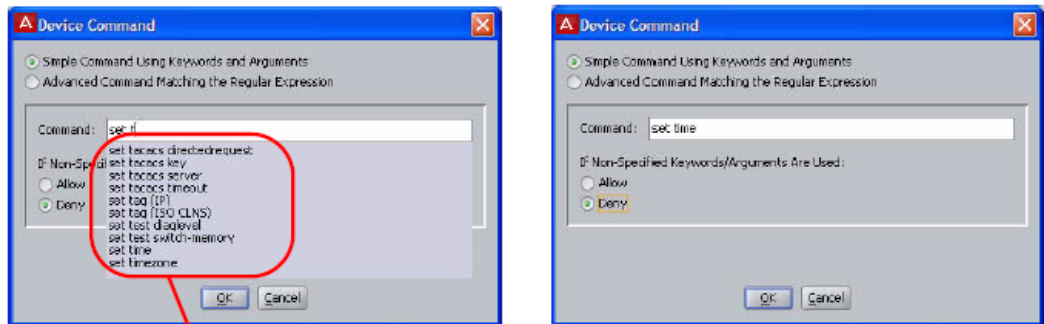 A Device Command
Simple Command Using Keywords and Arguments
Advanced Command Matching the Regular Expression
Command: set t
set tacacs directedrequest
If Non-Speci set tacacs key
set tacacs server
Allow set tacacs timeout
set tag (IP)
Deny set tag (ISO CLNS)
set test diaglevel
set test switch-memory
set time
set timezone
OK Cancel
A Device Command
Simple Command Using Keywords and Arguments
Advanced Command Matching the Regular Expression
Command: set time
If Non-Specified Keywords/Arguments Are Used:
Allow
Deny
OK Cancel